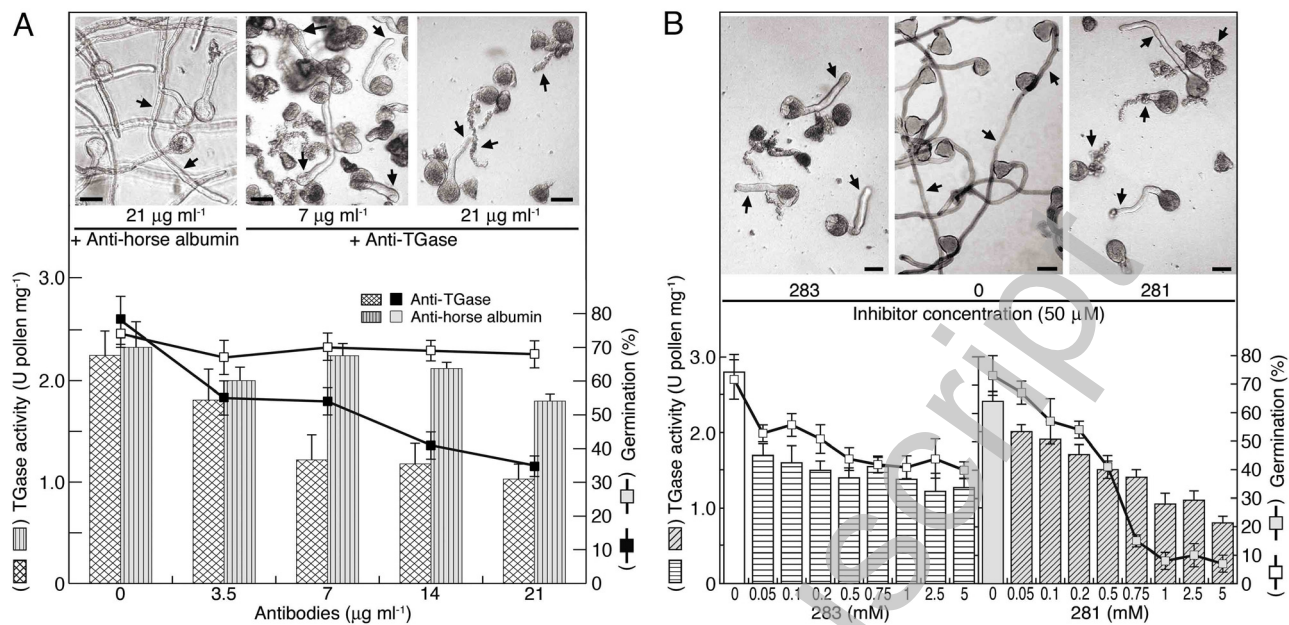 A
21 µg ml-1
7 µg ml-1
21 µg ml-1
+ Anti-horse albumin
+ Anti-TGase
Anti-TGase
Anti-horse albumin
( ) TGase activity (U pollen mg-1)
3.0
2.0
1.0
0
80
70
60
50
40
30
20
10
0
( ) Germination (%)
0 3.5 7 14 21
Antibodies (µg ml-1)
B
283 0 281
Inhibitor concentration (50 µM)
( ) TGase activity (U pollen mg-1)
3.0
2.0
1.0
0
80
70
60
50
40
30
20
10
0
( ) Germination (%)
0 0.05 0.1 0.2 0.5 0.75 1 2.5 5 0 0.05 0.1 0.2 0.5 0.75 1 2.5 5
283 (mM) 281 (mM)
script